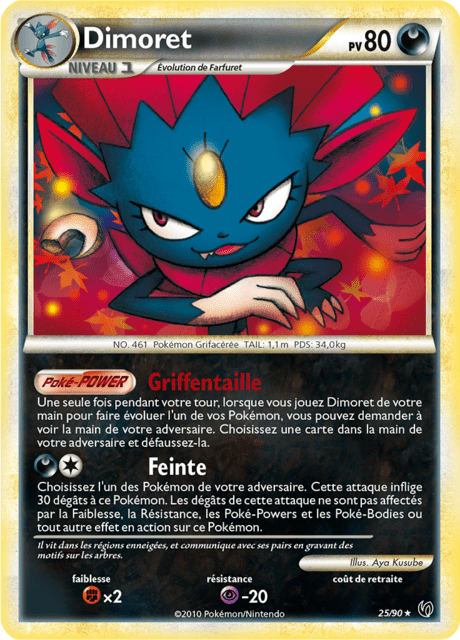 Dimoret
PV 80
NIVEAU 1
Évolution de Farfuret
NO. 461 Pokémon Grifacérée TAIL: 1,1m PDS: 34,0kg
Poké-POWER Griffentaille
Une seule fois pendant votre tour, lorsque vous jouez Dimoret de votre
main pour faire évoluer l'un de vos Pokémon, vous pouvez demander à
voir la main de votre adversaire. Choisissez une carte dans la main de
votre adversaire et défaussez-la.
Feinte
Choisissez l'un des Pokémon de votre adversaire. Cette attaque inflige
30 dégâts à ce Pokémon. Les dégâts de cette attaque ne sont pas affectés
par la Faiblesse, la Résistance, les Poké-Powers et les Poké-Bodies ou
tout autre effet en action sur ce Pokémon.
Il vit dans les régions enneigées, et communique avec ses pairs en gravant des
motifs sur les arbres.
Illus. Aya Kusube
faiblesse résistance coût de retraite
×2 -20
©2010 Pokémon/Nintendo 25/90 ★